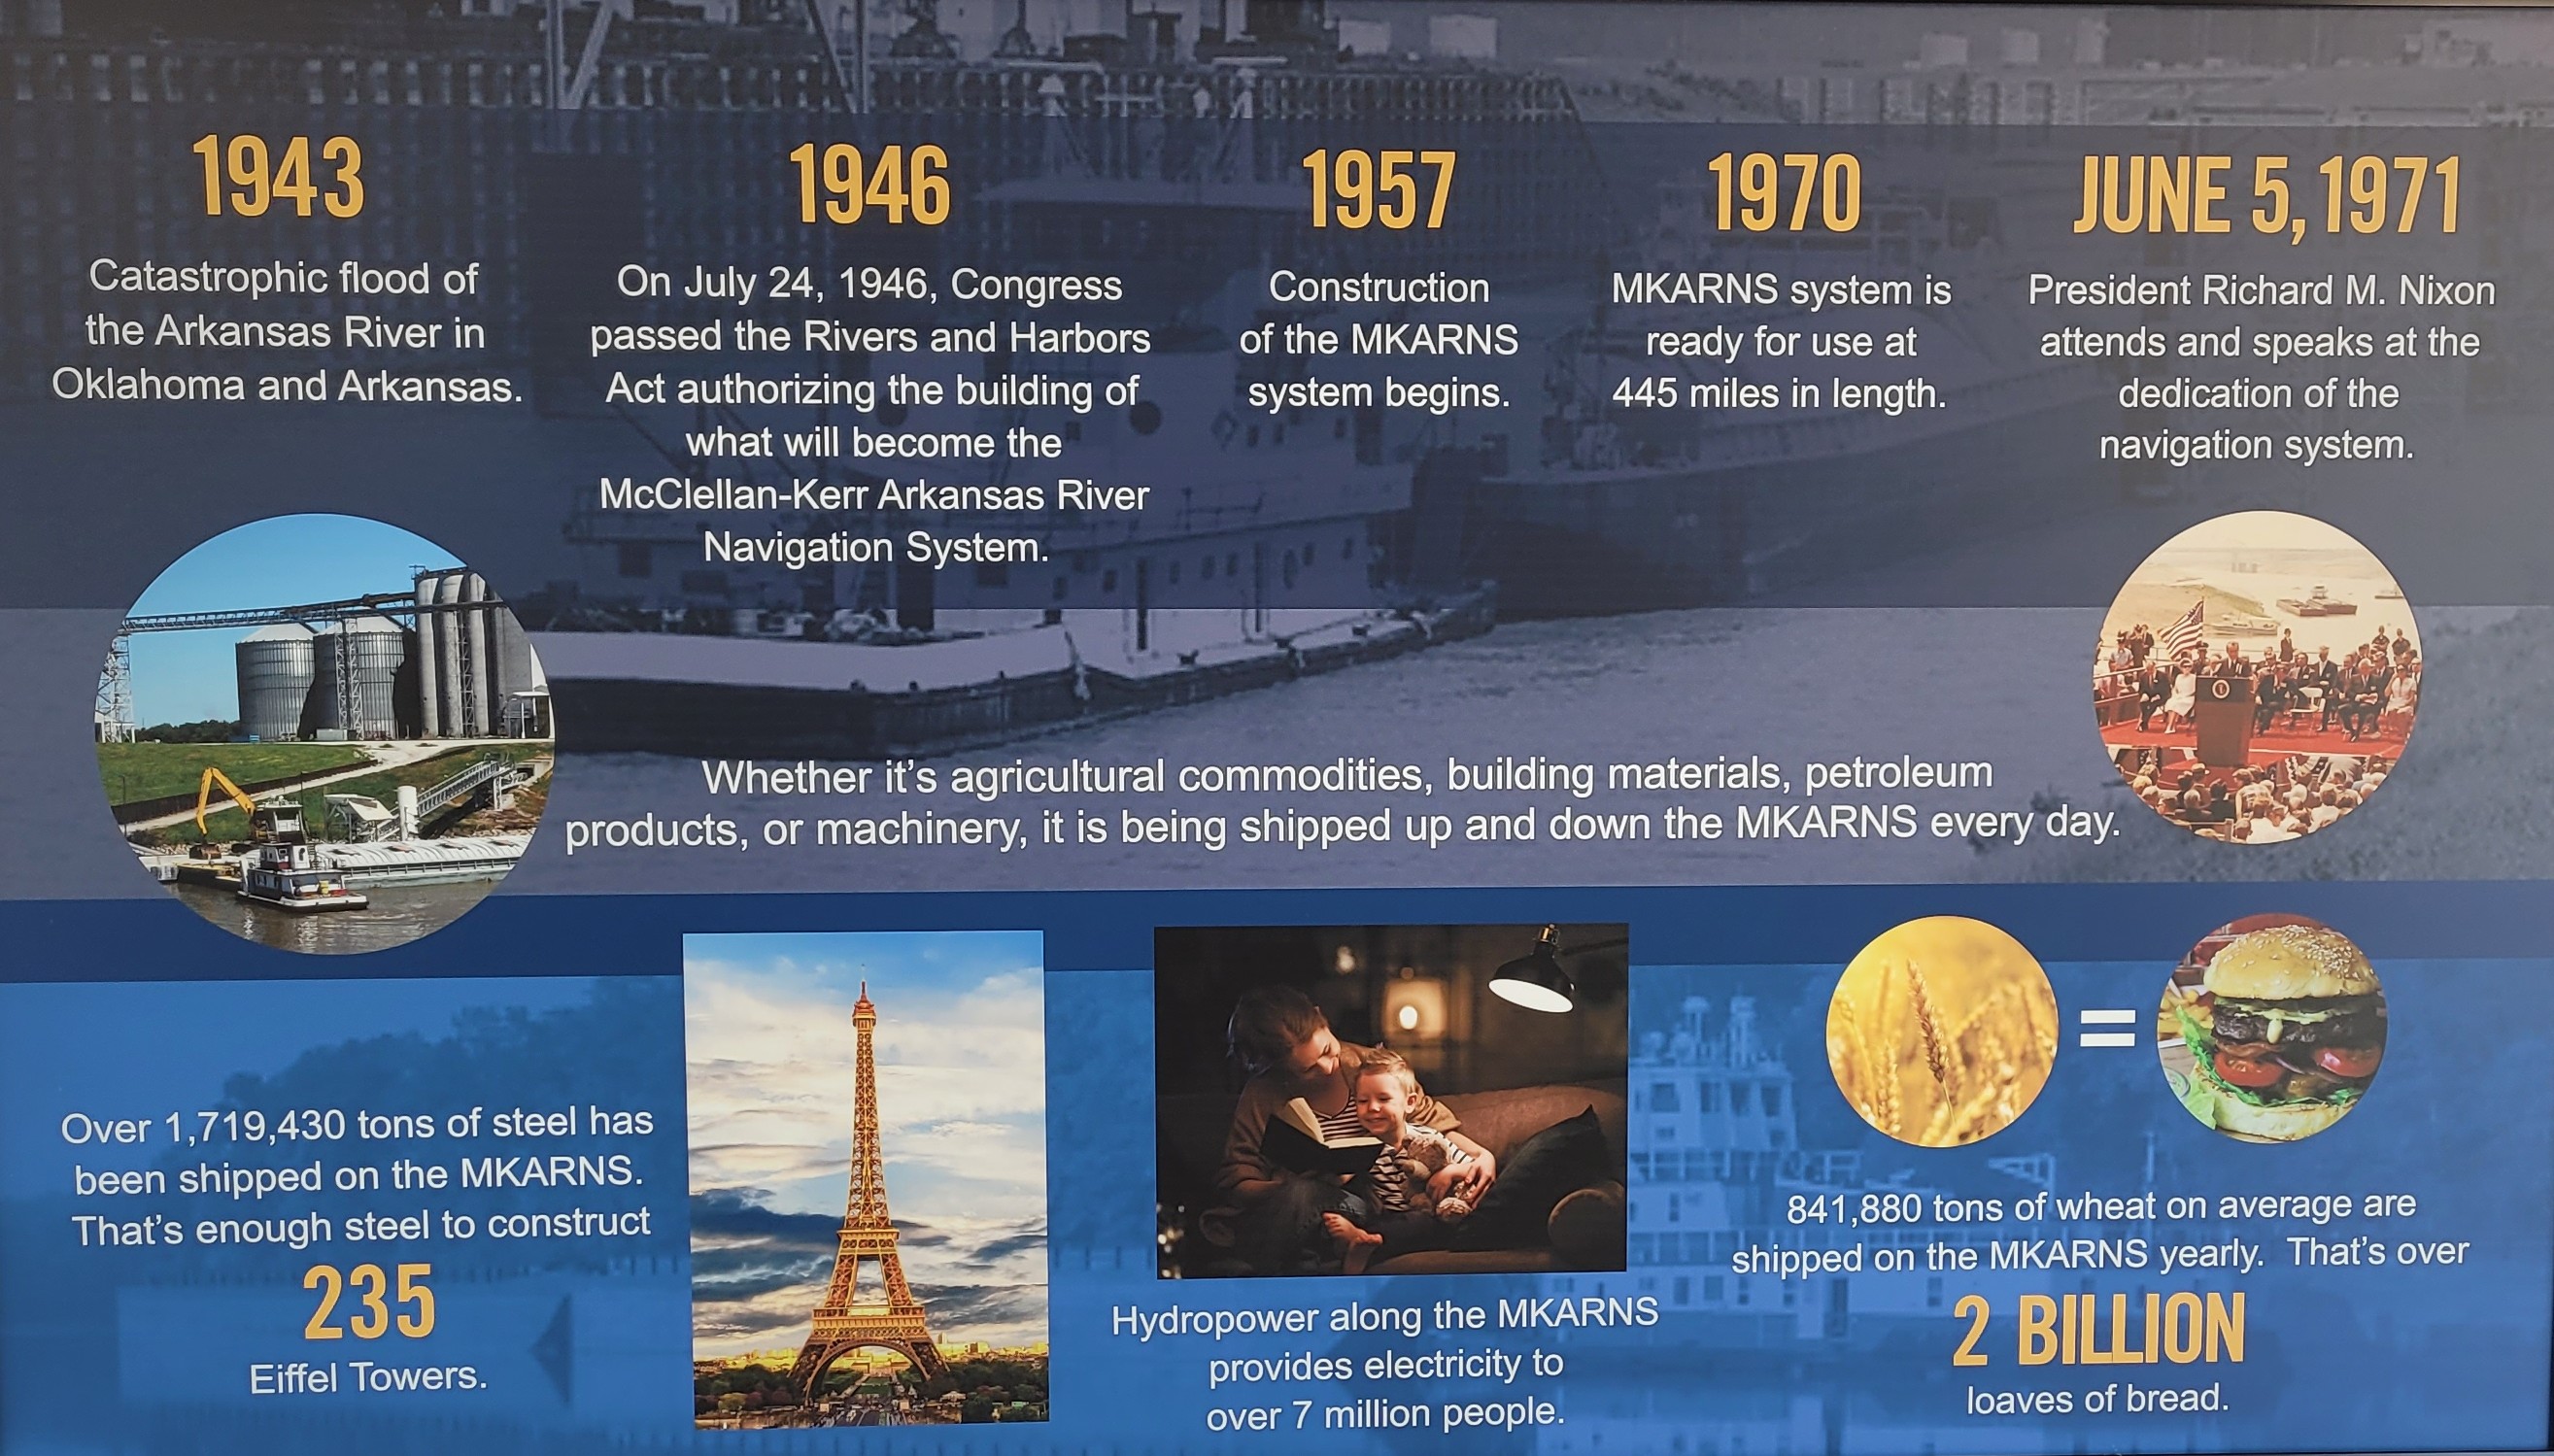 1943
Catastrophic flood of
the Arkansas River in
Oklahoma and Arkansas.
1946
On July 24, 1946, Congress
passed the Rivers and Harbors
Act authorizing the building of
what will become the
McClellan-Kerr Arkansas River
Navigation System.
1957
Construction
of the MKARNS
system begins.
1970
MKARNS system is
ready for use at
445 miles in length.
JUNE 5, 1971
President Richard M. Nixon
attends and speaks at the
dedication of the
navigation system.
Whether it's agricultural commodities, building materials, petroleum
products, or machinery, it is being shipped up and down the MKARNS every day.
Over 1,719,430 tons of steel has
been shipped on the MKARNS.
That's enough steel to construct
235
Eiffel Towers.
Hydropower along the MKARNS
provides electricity to
over 7 million people.
=
841,880 tons of wheat on average are
shipped on the MKARNS yearly. That's over
2 BILLION
loaves of bread.